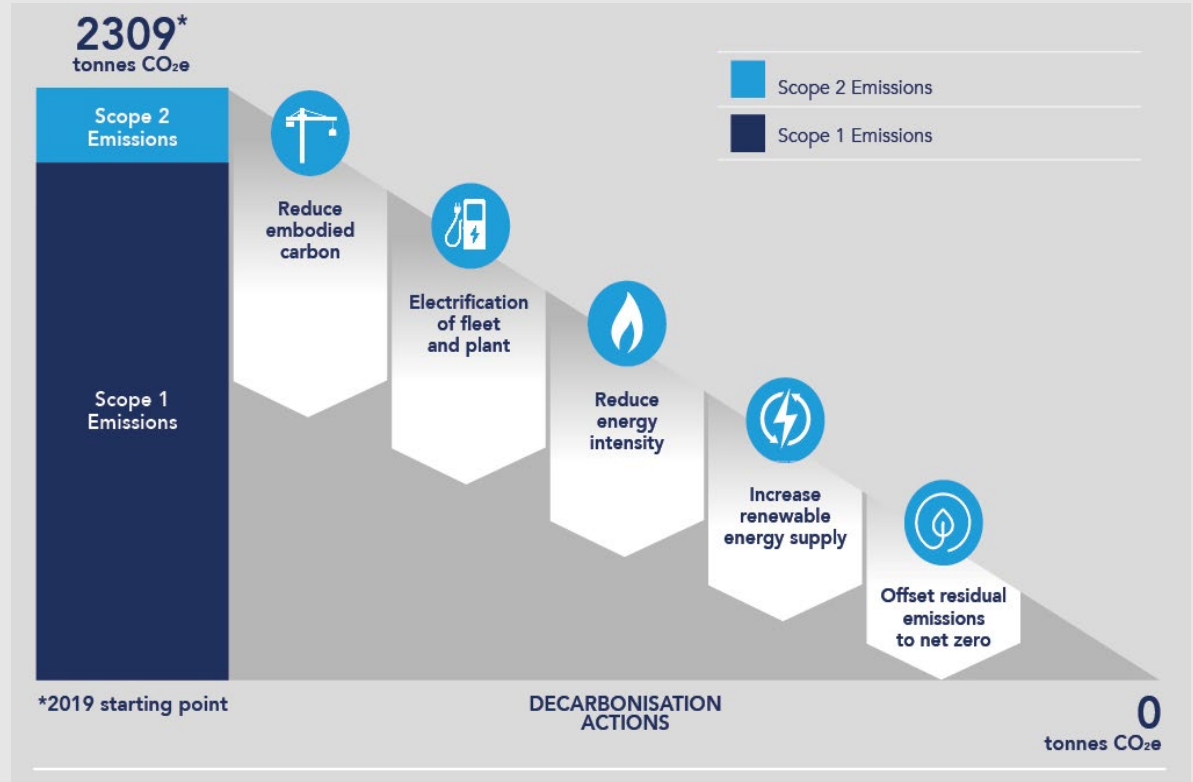 2309*
tonnes CO₂e
Scope 2
Emissions
Scope 1
Emissions
Scope 2 Emissions
Scope 1 Emissions
Reduce
embodied
carbon
Electrification
of fleet
and plant
Reduce
energy
intensity
Increase
renewable
energy supply
Offset residual
emissions
to net zero
*2019 starting point
DECARBONISATION
ACTIONS
0
tonnes CO₂e